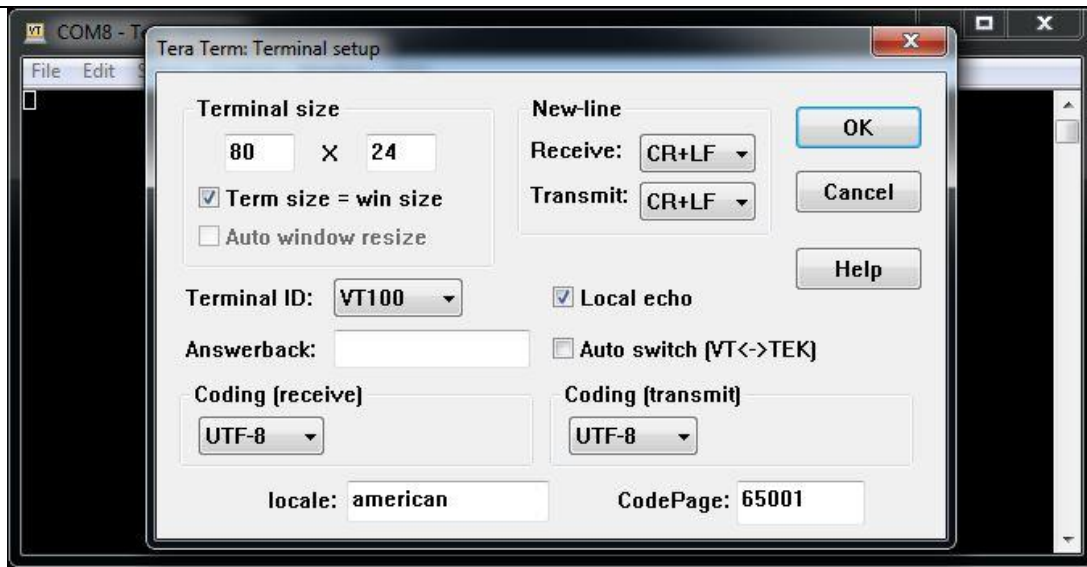 VT COM8 - T
Tera Term: Terminal setup
File Edit S
Terminal size
80 X 24
Term size = win size
Auto window resize
New-line
Receive: CR+LF
Transmit: CR+LF
OK
Cancel
Help
Terminal ID: VT100
Local echo
Answerback:
Auto switch (VT<->TEK)
Coding (receive)
UTF-8
Coding (transmit)
UTF-8
locale: american
CodePage: 65001